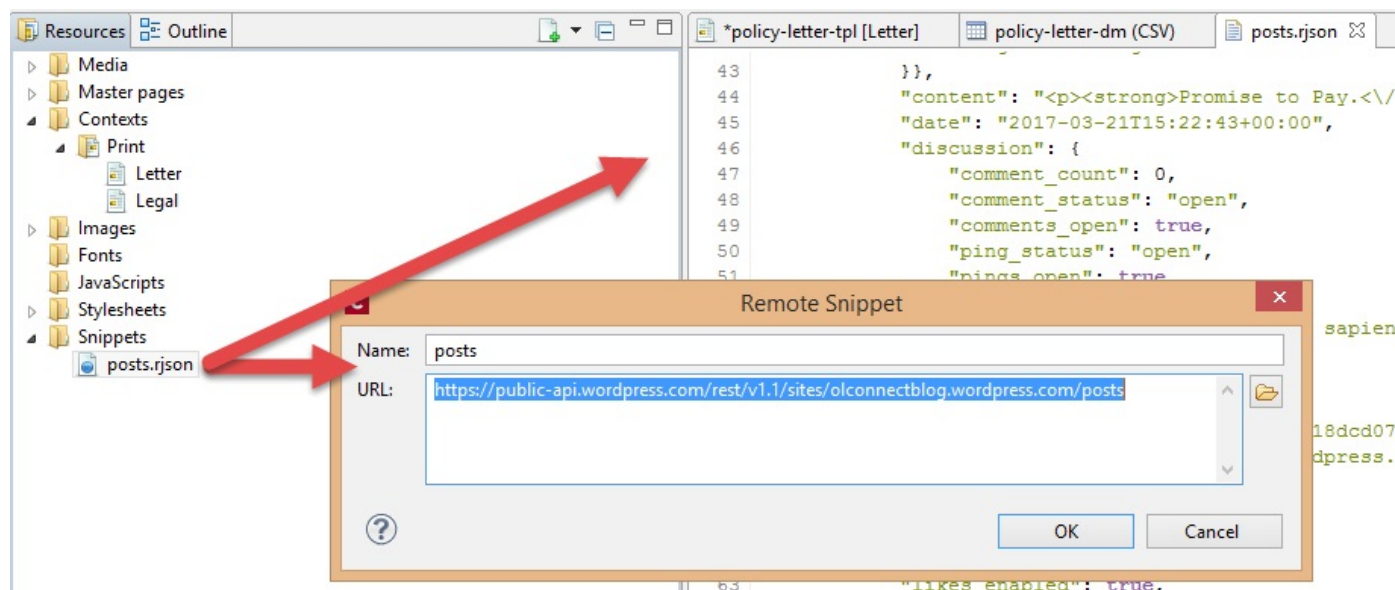 Resources
Outline
Media
Master pages
Contexts
Print
Letter
Legal
Images
Fonts
JavaScripts
Stylesheets
Snippets
posts.rjson
*policy-letter-tpl [Letter]
policy-letter-dm (CSV)
posts.rjson
43 }},
44 "content": "<p><strong>Promise to Pay.<\/
45 "date": "2017-03-21T15:22:43+00:00",
46 "discussion": {
47 "comment_count": 0,
48 "comment_status": "open",
49 "comments_open": true,
50 "ping_status": "open",
51 "pings_open": true
sapien
18dcd07
dpress.
63 "likes_enabled": true,
Remote Snippet
Name: posts
URL: https://public-api.wordpress.com/rest/v1.1/sites/olconnectblog.wordpress.com/posts
?
OK
Cancel